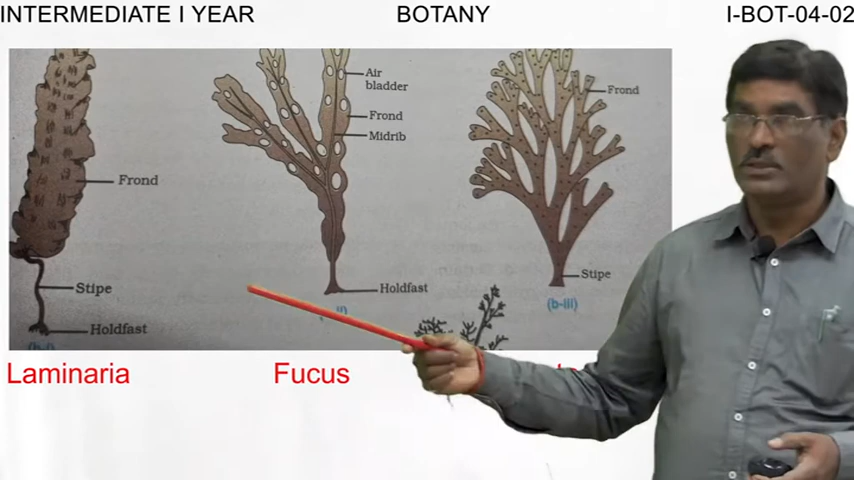 INTERMEDIATE I YEAR
BOTANY
I-BOT-04-02
Air
bladder
Frond
Midrib
Holdfast
Frond
Stipe
(b-iii)
Frond
Stipe
Holdfast
Laminaria
Fucus